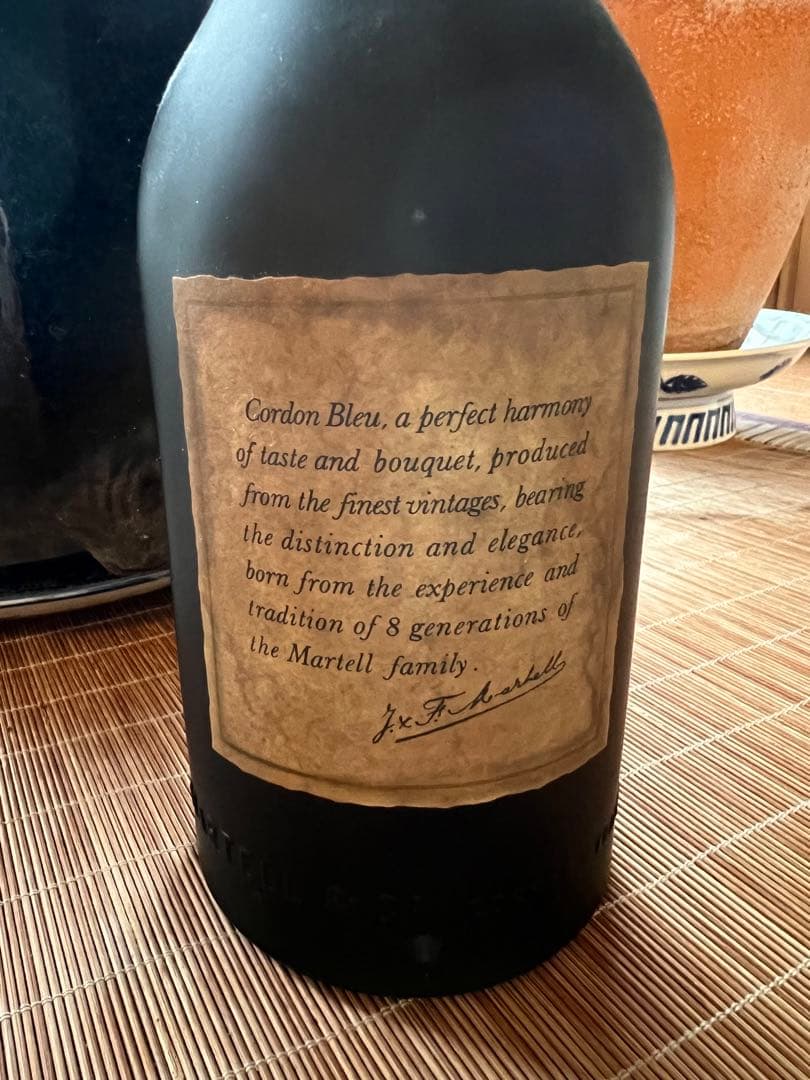 Cordon Bleu, a perfect harmony
of taste and bouquet, produced
from the finest vintages, bearing
the distinction and elegance,
born from the experience and
tradition of 8 generations of
the Martell family.
J. & F. Martell